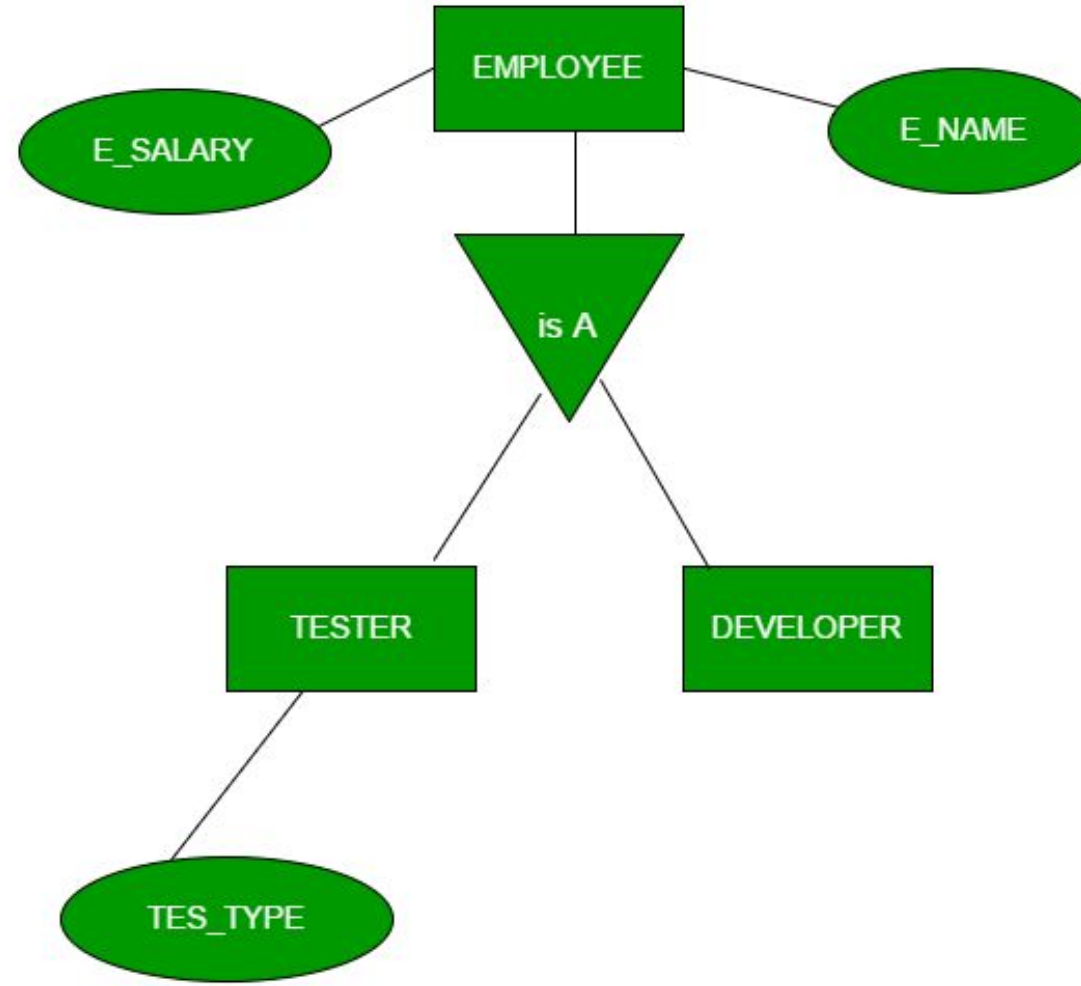 EMPLOYEE
E_SALARY
E_NAME
is A
TESTER
DEVELOPER
TES_TYPE